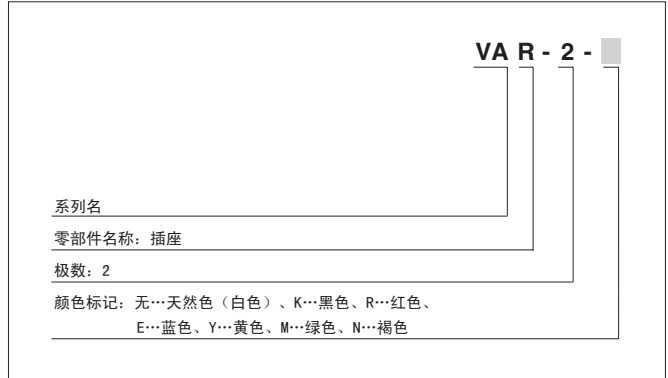 VA R - 2 -
系列名
零部件名称：插座
极数：2
颜色标记：无…天然色（白色）、K…黑色、R…红色、
E…蓝色、Y…黄色、M…绿色、N…褐色